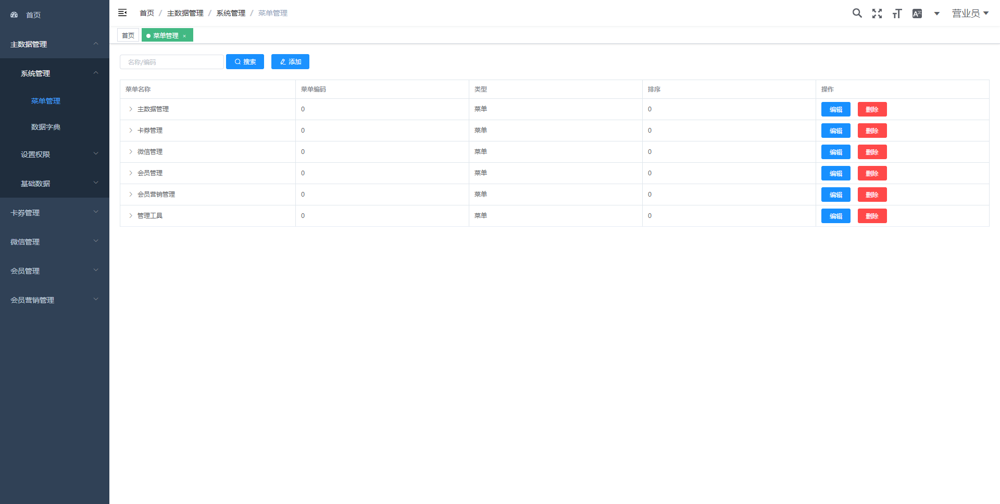 首页
主数据管理
系统管理
菜单管理
数据字典
设置权限
基础数据
卡券管理
微信管理
会员管理
会员营销管理
首页 / 主数据管理 / 系统管理 / 菜单管理
营业员
首页 菜单管理 ×
名称/编码 搜索 添加
菜单名称 菜单编码 类型 排序 操作
主数据管理 0 菜单 0 编辑 删除
卡券管理 0 菜单 0 编辑 删除
微信管理 0 菜单 0 编辑 删除
会员管理 0 菜单 0 编辑 删除
会员营销管理 0 菜单 0 编辑 删除
管理工具 0 菜单 0 编辑 删除